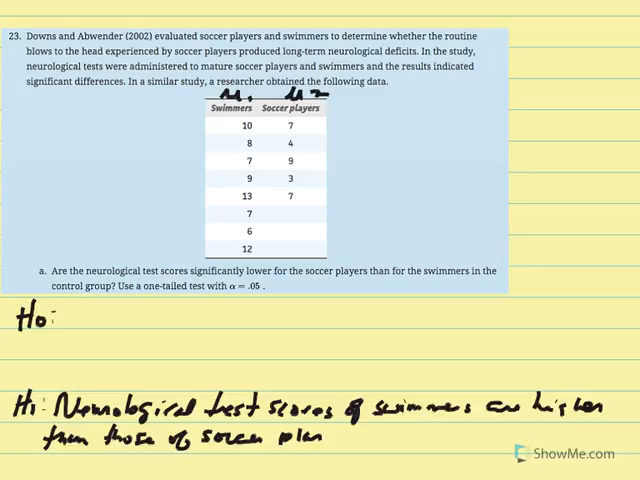 23. Downs and Abwender (2002) evaluated soccer players and swimmers to determine whether the routine
blows to the head experienced by soccer players produced long-term neurological deficits. In the study,
neurological tests were administered to mature soccer players and swimmers and the results indicated
significant differences. In a similar study, a researcher obtained the following data.
μ1 μ2
Swimmers Soccer players
10 7
8 4
7 9
9 3
13 7
7
6
12
a. Are the neurological test scores significantly lower for the soccer players than for the swimmers in the
control group? Use a one-tailed test with α = .05 .
Ho:
H1: Neurological test scores of swimmers are higher
than those of soccer play
ShowMe.com